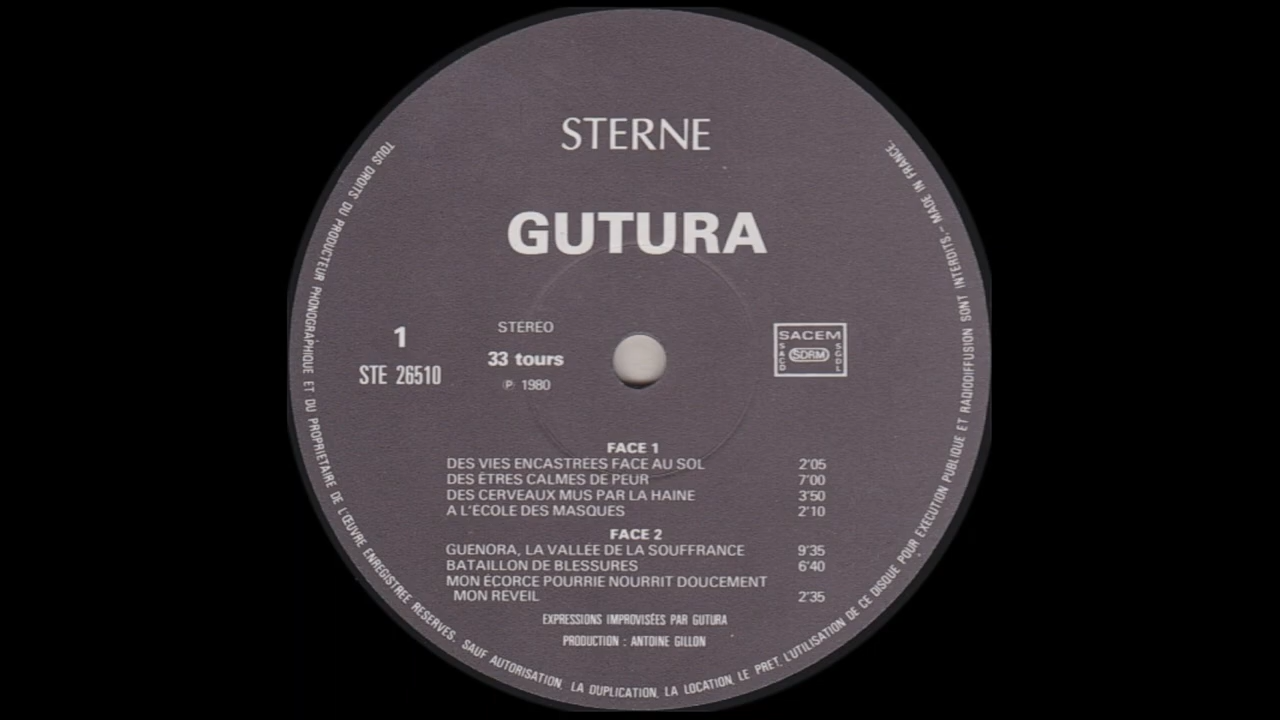 STERNE
GUTURA
1
STE 26510
STEREO
33 tours
Ⓟ 1980
SACEM
SACD
SDRM
SGDL
FACE 1
DES VIES ENCASTRÉES FACE AU SOL 2'05
DES ÊTRES CALMES DE PEUR 7'00
DES CERVEAUX MUS PAR LA HAINE 3'50
A L'ÉCOLE DES MASQUES 2'10
FACE 2
GUENORA, LA VALLÉE DE LA SOUFFRANCE 9'35
BATAILLON DE BLESSURES 6'40
MON ÉCORCE POURRIE NOURRIT DOUCEMENT
MON REVEIL 2'35
EXPRESSIONS IMPROVISÉES PAR GUTURA
PRODUCTION : ANTOINE GILLON
TOUS DROITS DU PRODUCTEUR PHONOGRAPHIQUE ET DU PROPRIETAIRE DE L'ŒUVRE ENREGISTREE RESERVES. SAUF AUTORISATION, LA DUPLICATION, LA LOCATION, LE PRET, L'UTILISATION DE CE DISQUE POUR EXECUTION PUBLIQUE ET RADIODIFFUSION SONT INTERDITS. - MADE IN FRANCE.